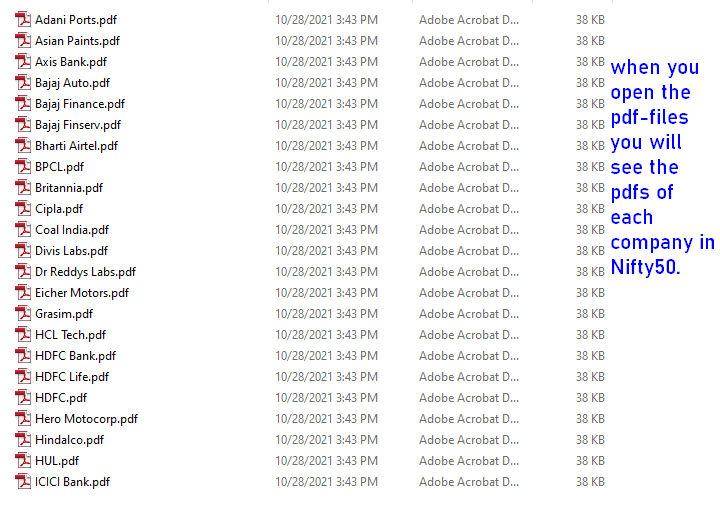 Adani Ports.pdf 10/28/2021 3:43 PM Adobe Acrobat D... 38 KB
Asian Paints.pdf 10/28/2021 3:43 PM Adobe Acrobat D... 38 KB
Axis Bank.pdf 10/28/2021 3:43 PM Adobe Acrobat D... 38 KB
Bajaj Auto.pdf 10/28/2021 3:43 PM Adobe Acrobat D... 38 KB
Bajaj Finance.pdf 10/28/2021 3:43 PM Adobe Acrobat D... 38 KB
Bajaj Finserv.pdf 10/28/2021 3:43 PM Adobe Acrobat D... 38 KB
Bharti Airtel.pdf 10/28/2021 3:43 PM Adobe Acrobat D... 38 KB
BPCL.pdf 10/28/2021 3:43 PM Adobe Acrobat D... 38 KB
Britannia.pdf 10/28/2021 3:43 PM Adobe Acrobat D... 38 KB
Cipla.pdf 10/28/2021 3:43 PM Adobe Acrobat D... 38 KB
Coal India.pdf 10/28/2021 3:43 PM Adobe Acrobat D... 38 KB
Divis Labs.pdf 10/28/2021 3:43 PM Adobe Acrobat D... 38 KB
Dr Reddys Labs.pdf 10/28/2021 3:43 PM Adobe Acrobat D... 38 KB
Eicher Motors.pdf 10/28/2021 3:43 PM Adobe Acrobat D... 38 KB
Grasim.pdf 10/28/2021 3:43 PM Adobe Acrobat D... 38 KB
HCL Tech.pdf 10/28/2021 3:43 PM Adobe Acrobat D... 38 KB
HDFC Bank.pdf 10/28/2021 3:43 PM Adobe Acrobat D... 38 KB
HDFC Life.pdf 10/28/2021 3:43 PM Adobe Acrobat D... 38 KB
HDFC.pdf 10/28/2021 3:43 PM Adobe Acrobat D... 38 KB
Hero Motocorp.pdf 10/28/2021 3:43 PM Adobe Acrobat D... 38 KB
Hindalco.pdf 10/28/2021 3:43 PM Adobe Acrobat D... 38 KB
HUL.pdf 10/28/2021 3:43 PM Adobe Acrobat D... 38 KB
ICICI Bank.pdf 10/28/2021 3:43 PM Adobe Acrobat D... 38 KB
when you
open the
pdf-files
you will
see the
pdfs of
each
company in
Nifty50.